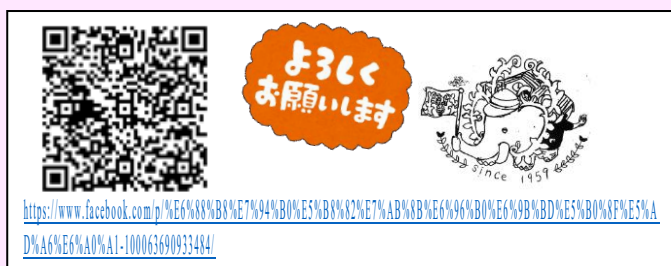 よろしく
お願いします
since 1959
https://www.facebook.com/p/%E6%88%B8%E7%94%B0%E5%B8%82%E7%AB%8B%E6%96%B0%E6%9B%BD%E5%B0%8F%E5%A
D%A6%E6%A0%A1-100063690933484/